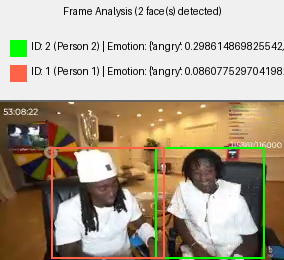 Frame Analysis (2 face(s) detected)
ID: 2 (Person 2) | Emotion: {'angry': 0.298614869825542,
ID: 1 (Person 1) | Emotion: {'angry': 0.086077529704198
53:08:22